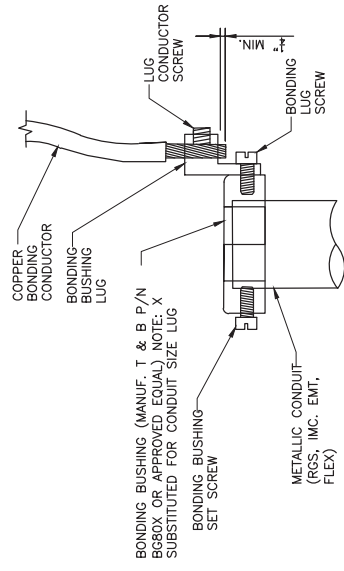 COPPER
BONDING
CONDUCTOR
BONDING
BUSHING
LUG
LUG
CONDUCTOR
SCREW
1/4" MIN.
BONDING
LUG
SCREW
BONDING BUSHING (MANUF. T & B P/N
BG80X OR APPROVED EQUAL) NOTE: X
SUBSTITUTED FOR CONDUIT SIZE LUG
BONDING BUSHING
SET SCREW
METALLIC CONDUIT
(RGS, IMC. EMT,
FLEX)